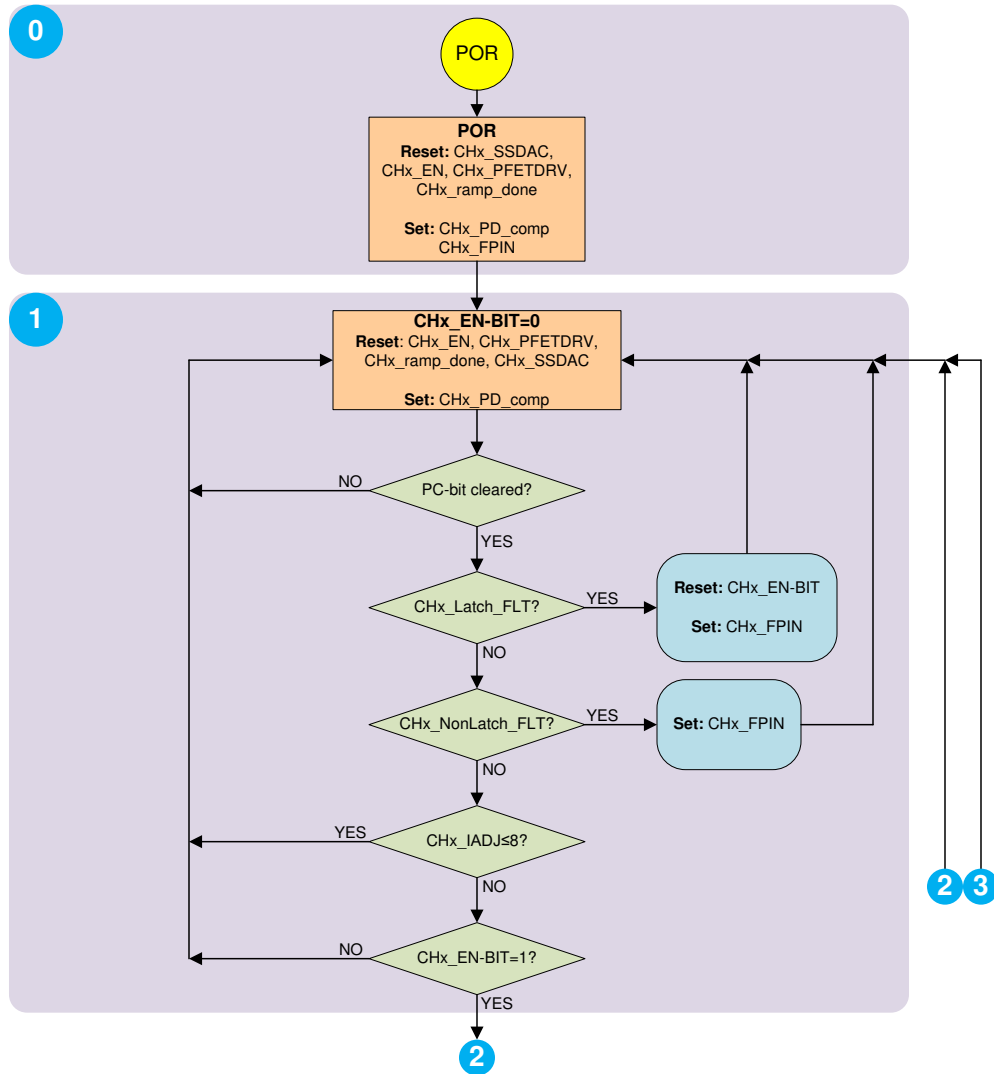 0
POR
POR
Reset: CHx_SSDAC,
CHx_EN, CHx_PFETDRV,
CHx_ramp_done
Set: CHx_PD_comp
CHx_FPIN
1
CHx_EN-BIT=0
Reset: CHx_EN, CHx_PFETDRV,
CHx_ramp_done, CHx_SSDAC
Set: CHx_PD_comp
PC-bit cleared?
NO
YES
CHx_Latch_FLT?
YES
Reset: CHx_EN-BIT
Set: CHx_FPIN
NO
CHx_NonLatch_FLT?
YES
Set: CHx_FPIN
NO
CHx_IADJ≤8?
YES
NO
2
3
CHx_EN-BIT=1?
NO
YES
2